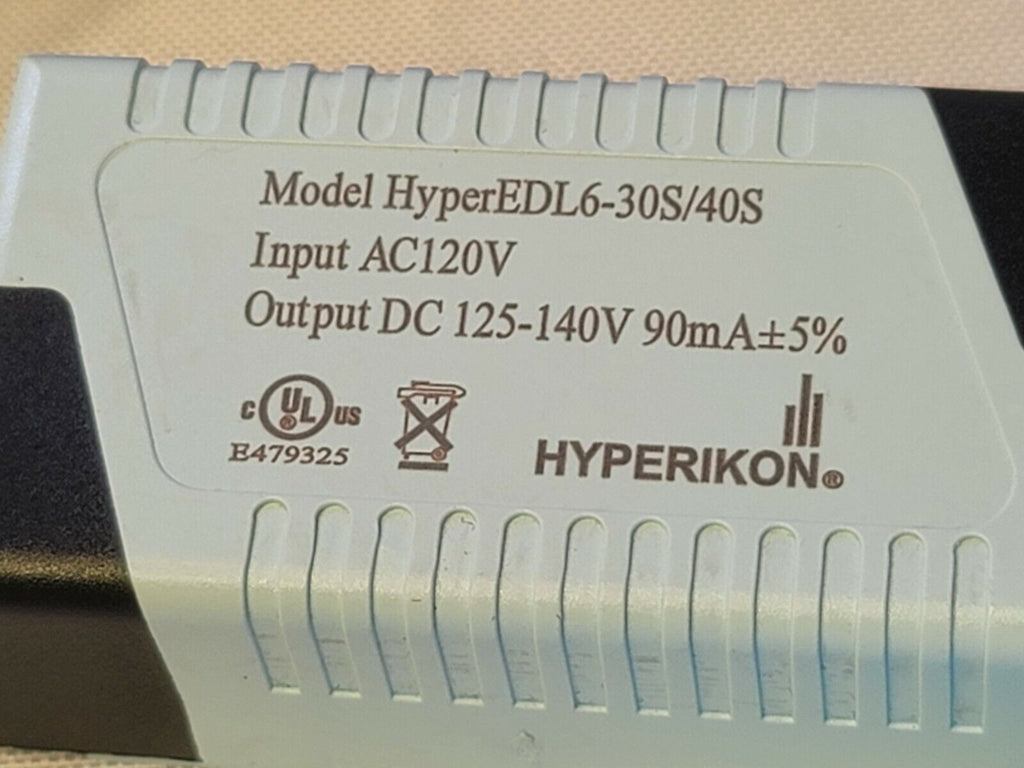 Model HyperEDL6-30S/40S
Input AC120V
Output DC 125-140V 90mA±5%
c UL® US
E479325
HYPERIKON®